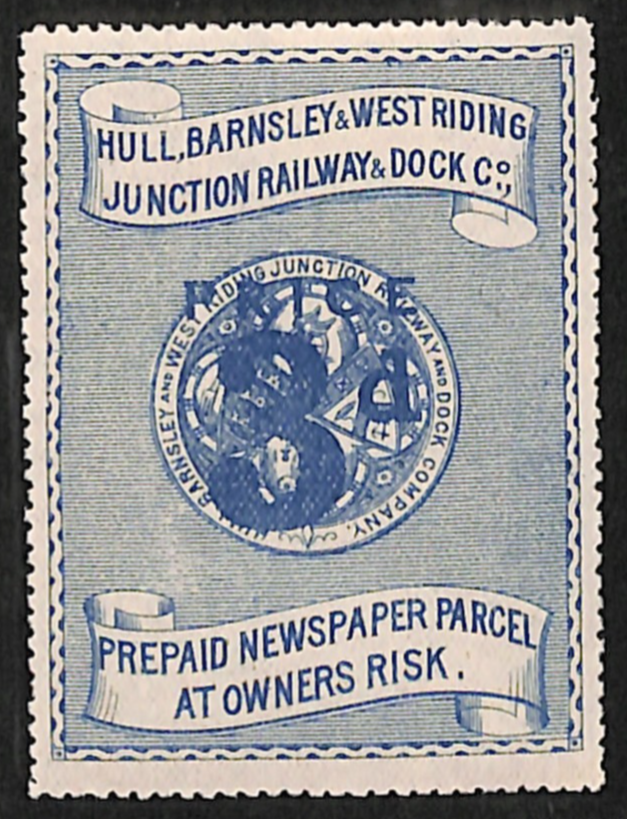 HULL, BARNSLEY & WEST RIDING
JUNCTION RAILWAY & DOCK Co.,
BARNSLEY AND WEST RIDING JUNCTION RAILWAY AND DOCK COMPANY.
3 d
PREPAID NEWSPAPER PARCEL
AT OWNERS RISK.